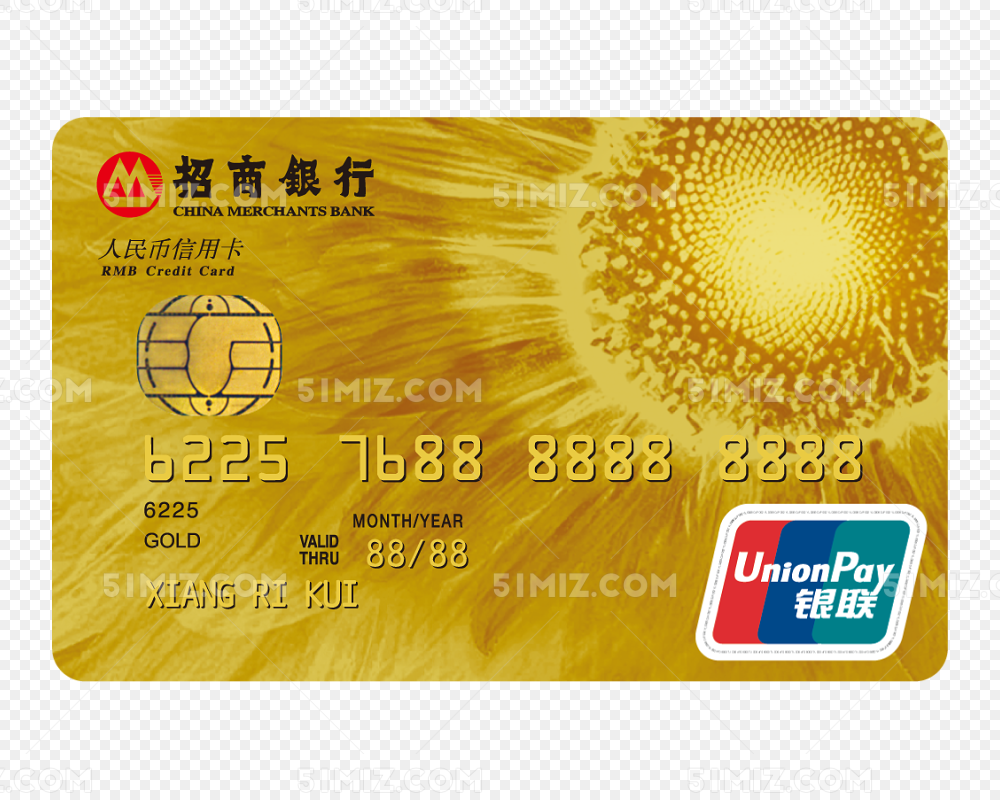 招商银行
CHINA MERCHANTS BANK
人民币信用卡
RMB Credit Card
6225 7688 8888 8888
6225
MONTH/YEAR
GOLD
VALID
THRU
88/88
XIANG RI KUI
UnionPay
银联
51MIZ.COM